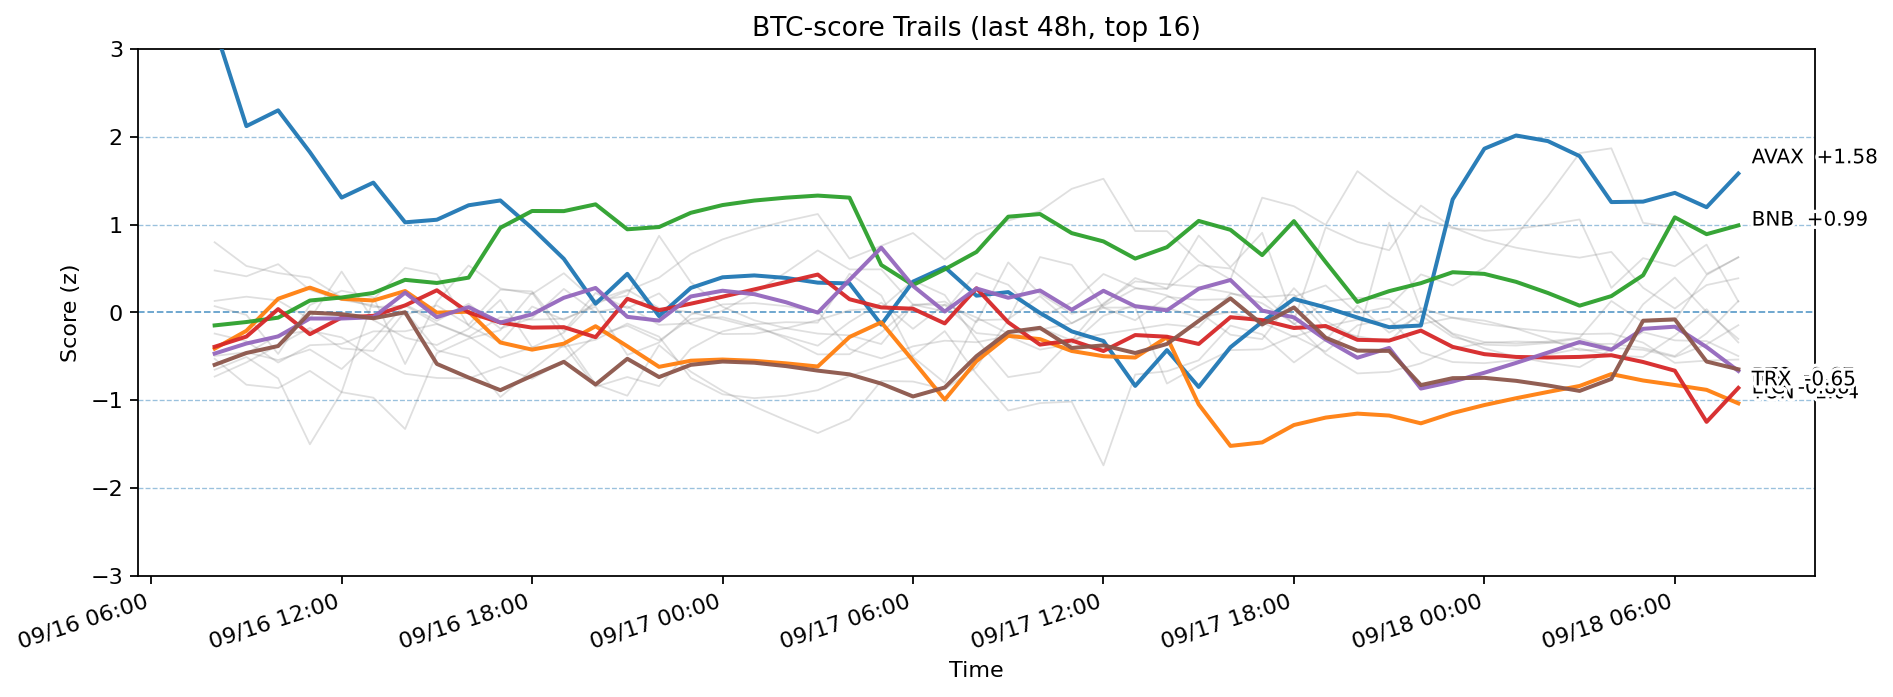 BTC-score Trails (last 48h, top 16)
Score (z)
3
2
1
0
−1
−2
−3
AVAX +1.58
BNB +0.99
TRX -0.65
09/16 06:00
09/16 12:00
09/16 18:00
09/17 00:00
09/17 06:00
09/17 12:00
09/17 18:00
09/18 00:00
09/18 06:00
Time